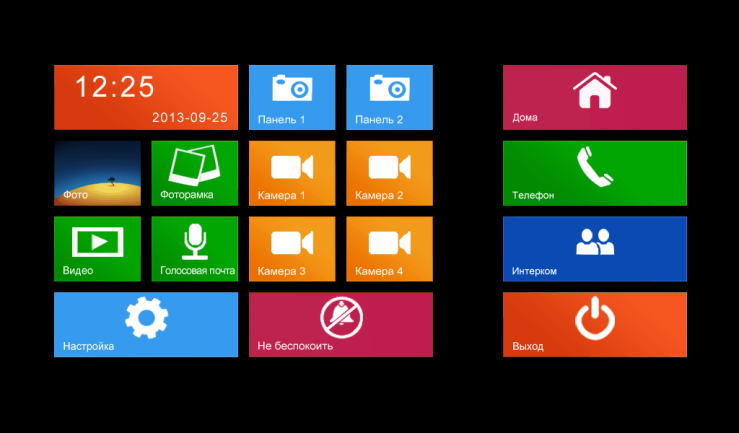 12:25
2013-09-25
Панель 1
Панель 2
Дома
Фото
Фоторамка
Камера 1
Камера 2
Телефон
Видео
Голосовая почта
Камера 3
Камера 4
Интерком
Настройка
Не беспокоить
Выход